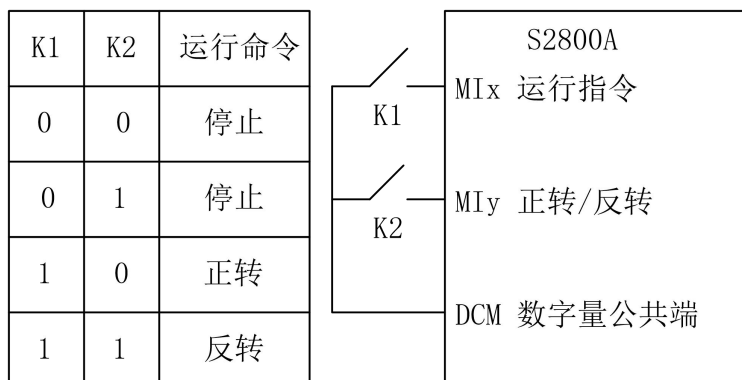 K1 K2 运行命令
0 0 停止
0 1 停止
1 0 正转
1 1 反转
S2800A
MIx 运行指令
K1
MIy 正转/反转
K2
DCM 数字量公共端